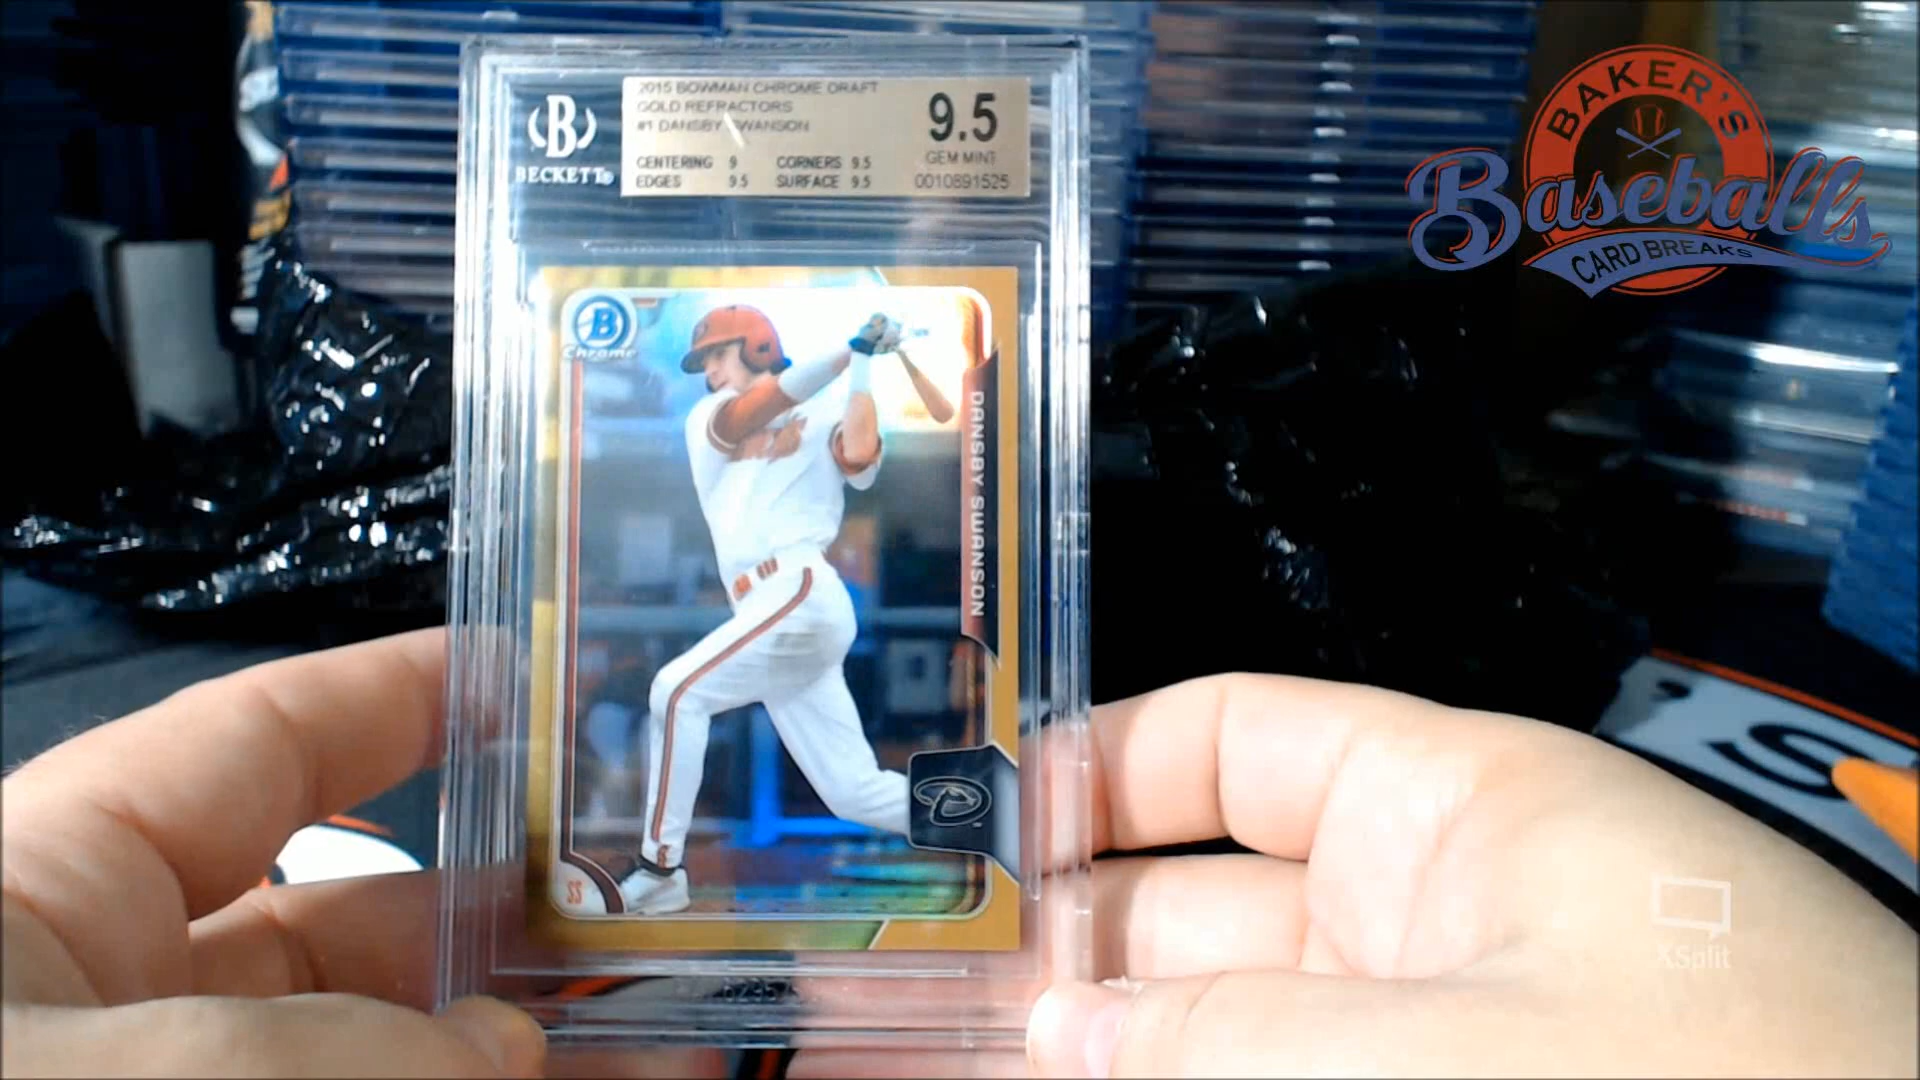 2015 BOWMAN CHROME DRAFT
GOLD REFRACTORS
#1 DANSBY SWANSON
9.5
GEM MINT
0010891525
CENTERING 9 CORNERS 9.5
EDGES 9.5 SURFACE 9.5
B
BECKETT®
B
Chrome
DANSBY SWANSON
D
SS
BAKER'S
Baseballs
CARD BREAKS
'S
XSplit